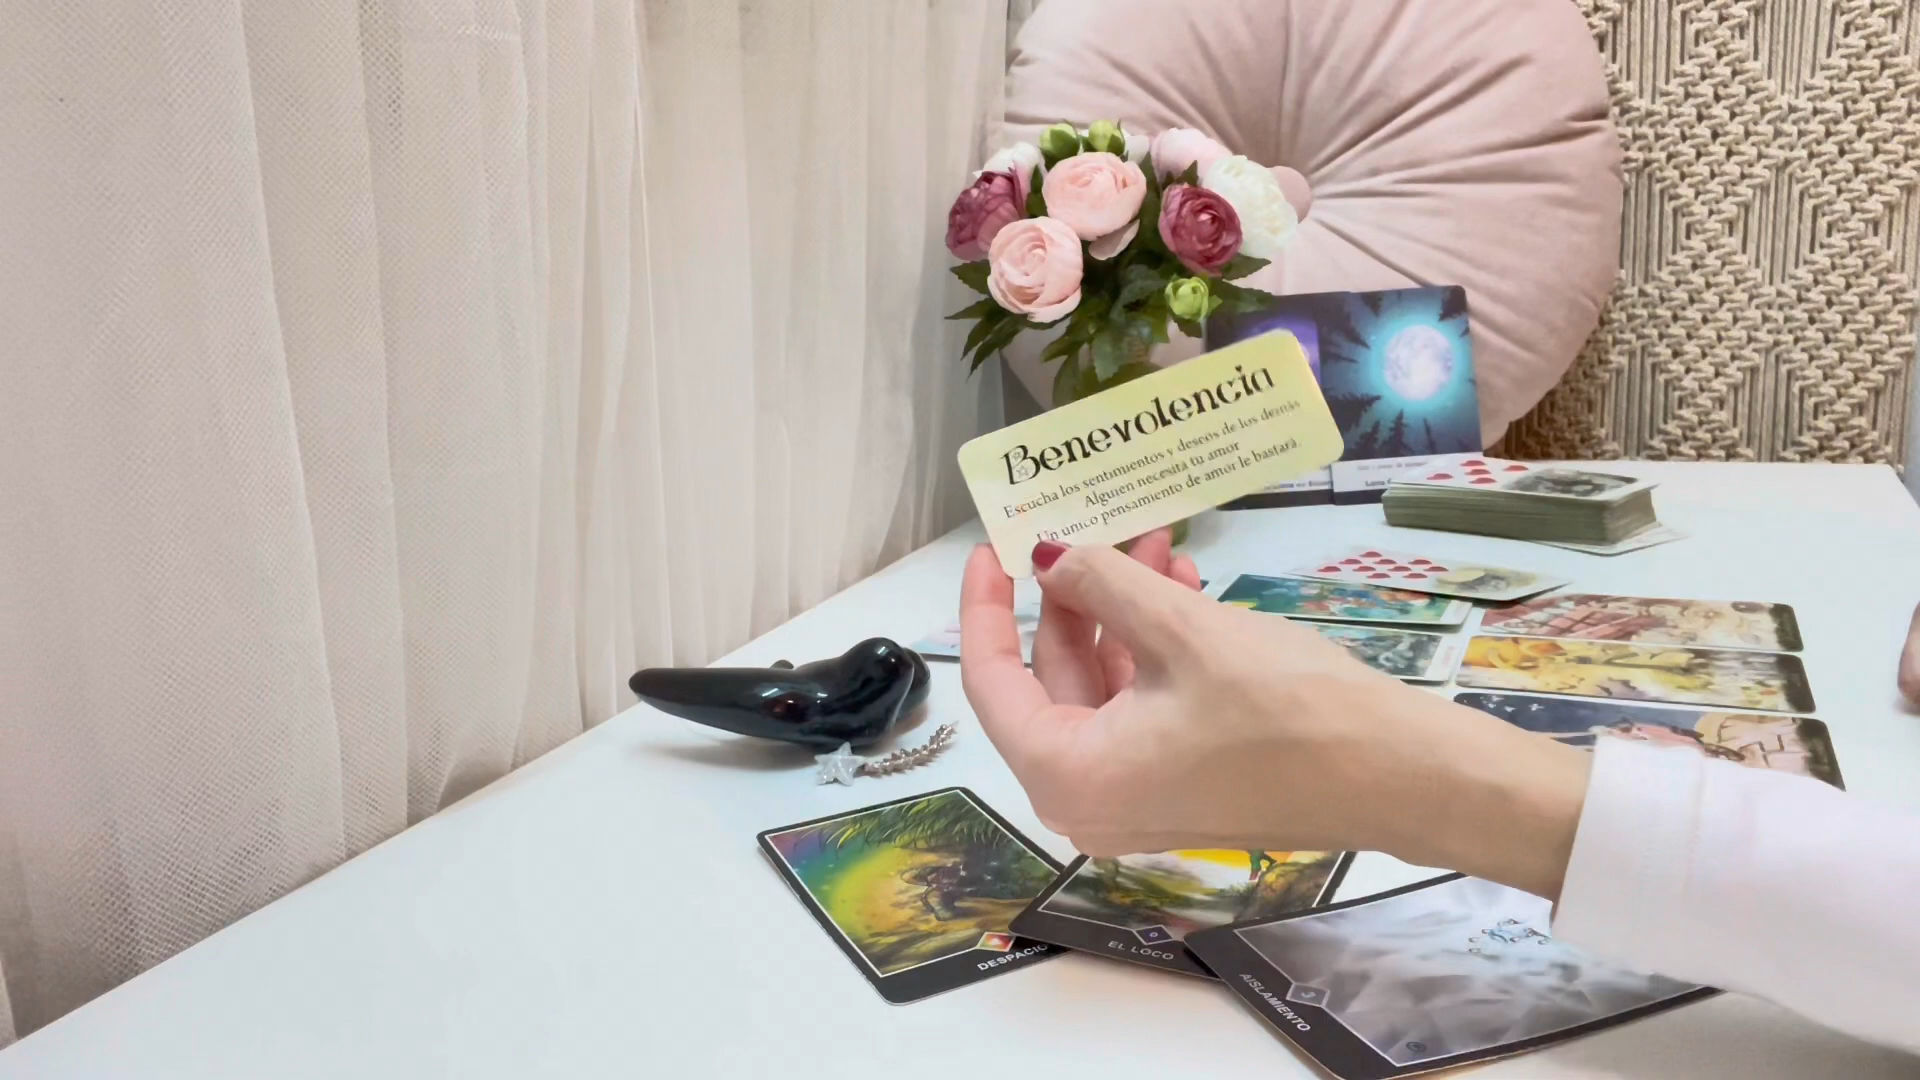 Benevolencia
Escucha los sentimientos y deseos de los demás
Alguien necesita tu amor
Un único pensamiento de amor le bastará
DESPACIO
EL LOCO
AISLAMIENTO